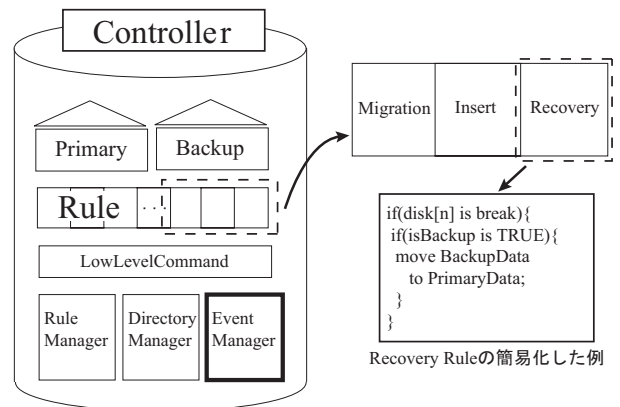 Controller
Primary
Backup
Rule
...
LowLevelCommand
Rule
Manager
Directory
Manager
Event
Manager
Migration
Insert
Recovery
if(disk[n] is break){
if(isBackup is TRUE){
move BackupData
to PrimaryData;
}
}
Recovery Ruleの簡易化した例